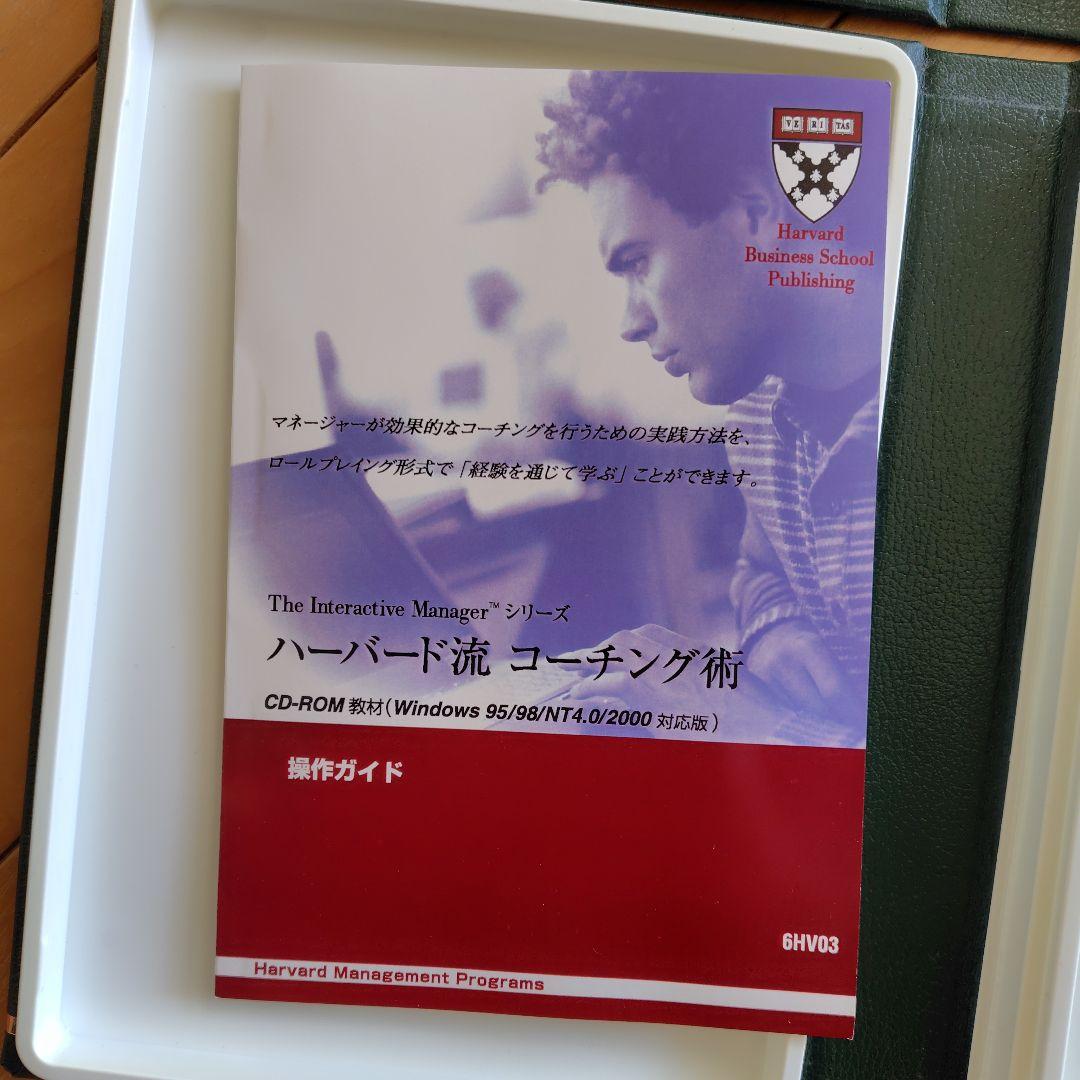 VE RI TAS
Harvard
Business School
Publishing
マネージャーが効果的なコーチングを行うための実践方法を、
ロールプレイング形式で「経験を通じて学ぶ」ことができます。
The Interactive Manager™ シリーズ
ハーバード流 コーチング術
CD-ROM 教材（Windows 95/98/NT4.0/2000 対応版）
操作ガイド
6HV03
Harvard Management Programs